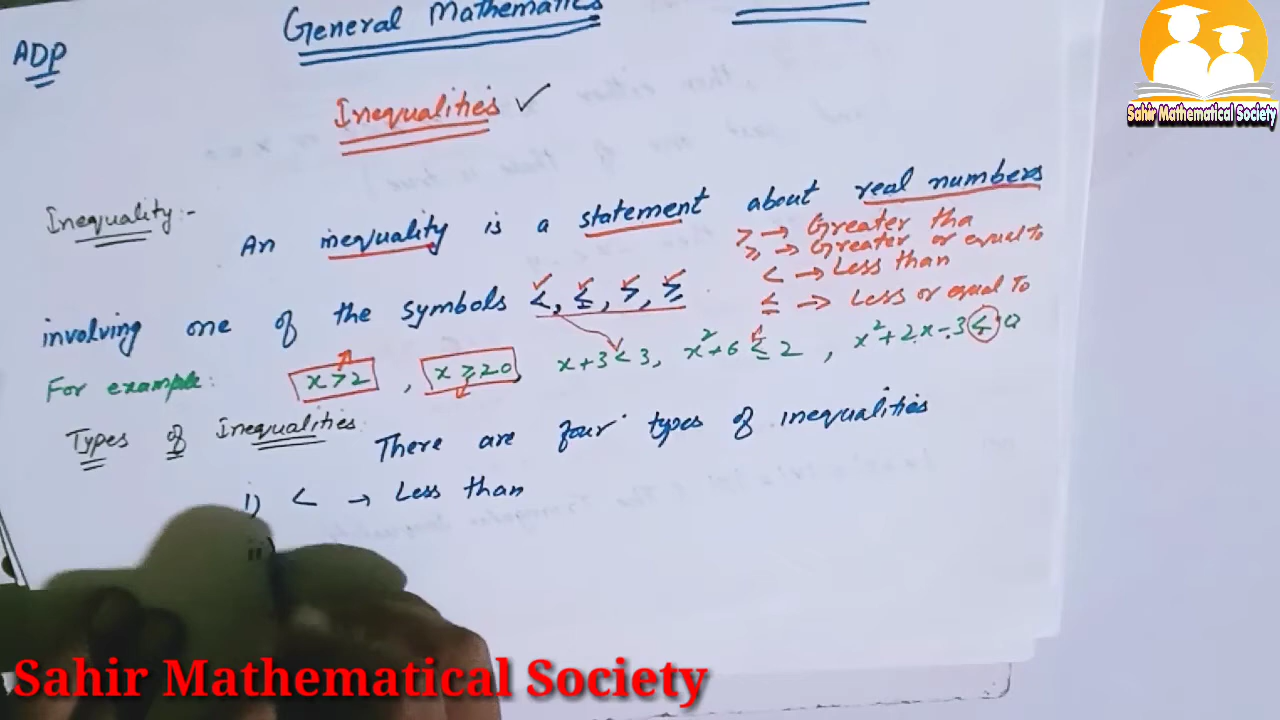 General Mathematics
ADP
Inequalities ✓
Inequality:-
An inequality is a statement about real numbers
> → Greater tha
≥ → Greater or equal to
< → Less than
≤ → Less or equal to
involving one of the symbols <, ≤, >, ≥
For example: x > 2, x ≥ 20, x+3 < 3, x²+6 ≤ 2, x²+2x-3 < 0
Types of Inequalities: There are four types of inequalities
i) < → Less than
ii)
Sahir Mathematical Society
Sahir Mathematical Society